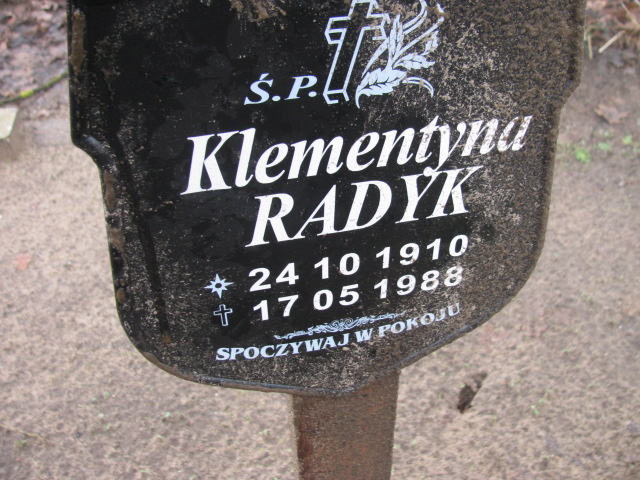 Ś.P.
Klementyna
RADYK
24 10 1910
17 05 1988
SPOCZYWAJ W POKOJU